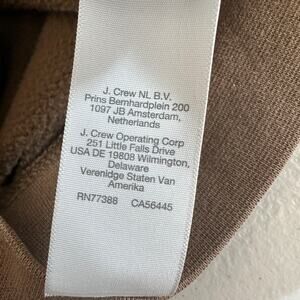 J. Crew NL B.V.
Prins Bernhardplein 200
1097 JB Amsterdam,
Netherlands
J. Crew Operating Corp
251 Little Falls Drive
USA DE 19808 Wilmington,
Delaware
Verenidge Staten Van
Amerika
RN77388 CA56445